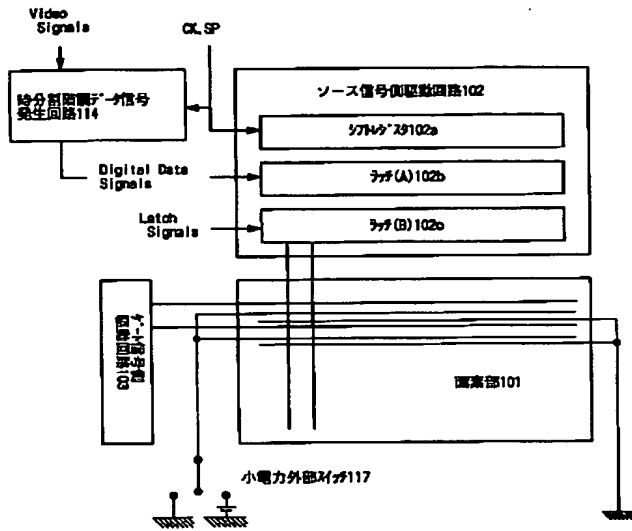 Video
Signals
CK,SP
時分割階調データ信号
発生回路114
ソース信号側駆動回路102
ｼﾌﾄﾚｼﾞｽﾀ102a
Digital Data
Signals
ﾗｯﾁ(A)102b
Latch
Signals
ﾗｯﾁ(B)102c
ｹﾞｰﾄ信号側
駆動回路103
画素部101
小電力外部ｽｲｯﾁ117